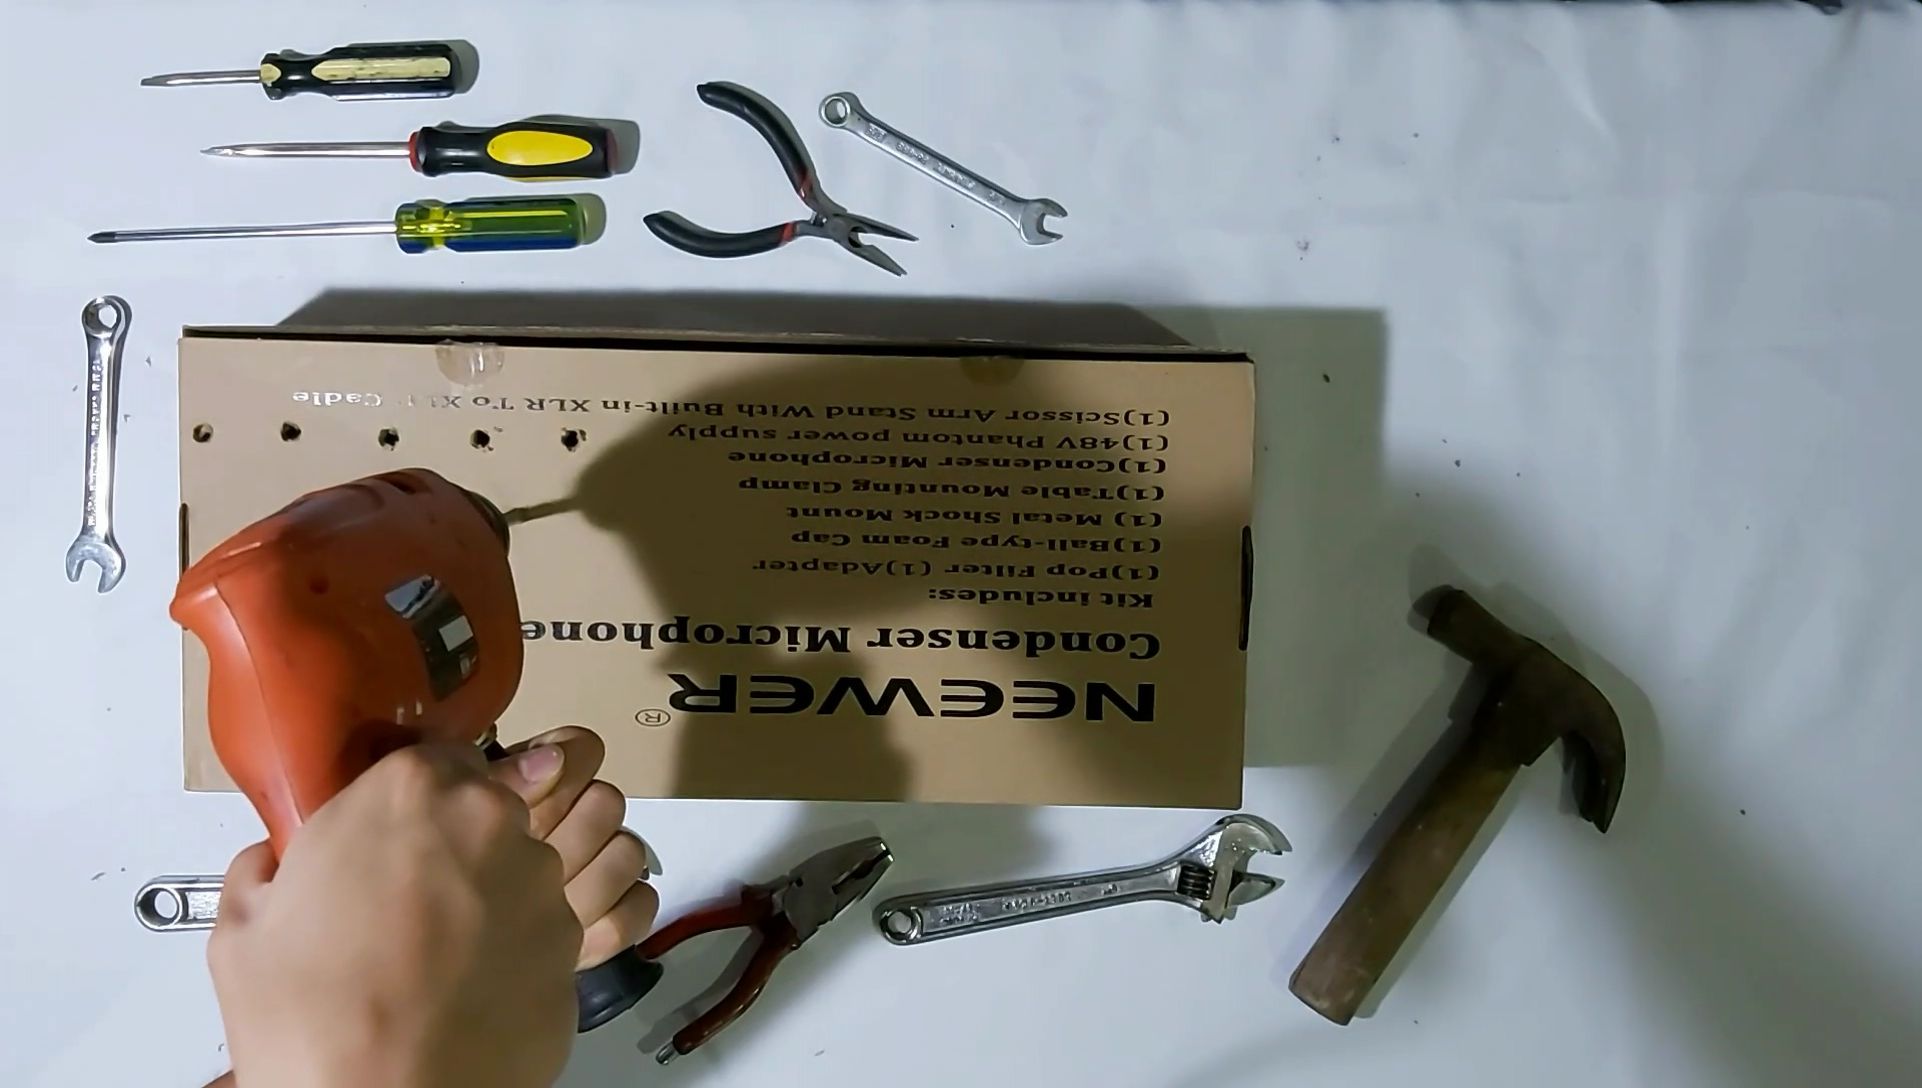 NEEWER®
Condenser Microphone
Kit includes:
(1)Pop Filter (1)Adapter
(1)Ball-type Foam Cap
(1) Metal Shock Mount
(1)Table Mounting Clamp
(1)Condenser Microphone
(1)48V Phantom power supply
(1)Scissor Arm Stand With Built-in XLR To XLR Cable